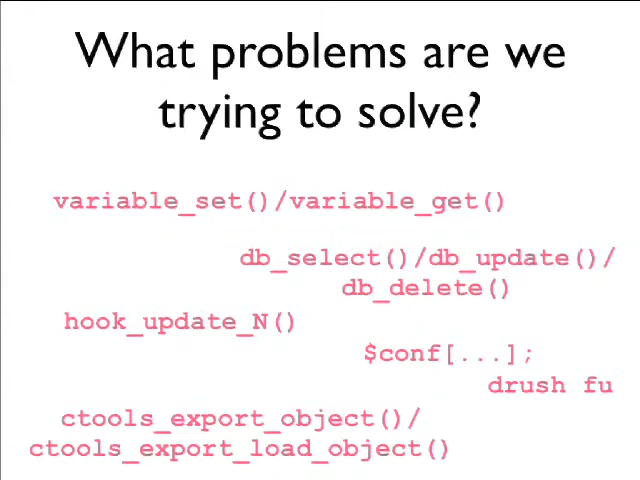 What problems are we
trying to solve?
variable_set()/variable_get()
db_select()/db_update()/
db_delete()
hook_update_N()
$conf[...];
drush fu
ctools_export_object()/
ctools_export_load_object()